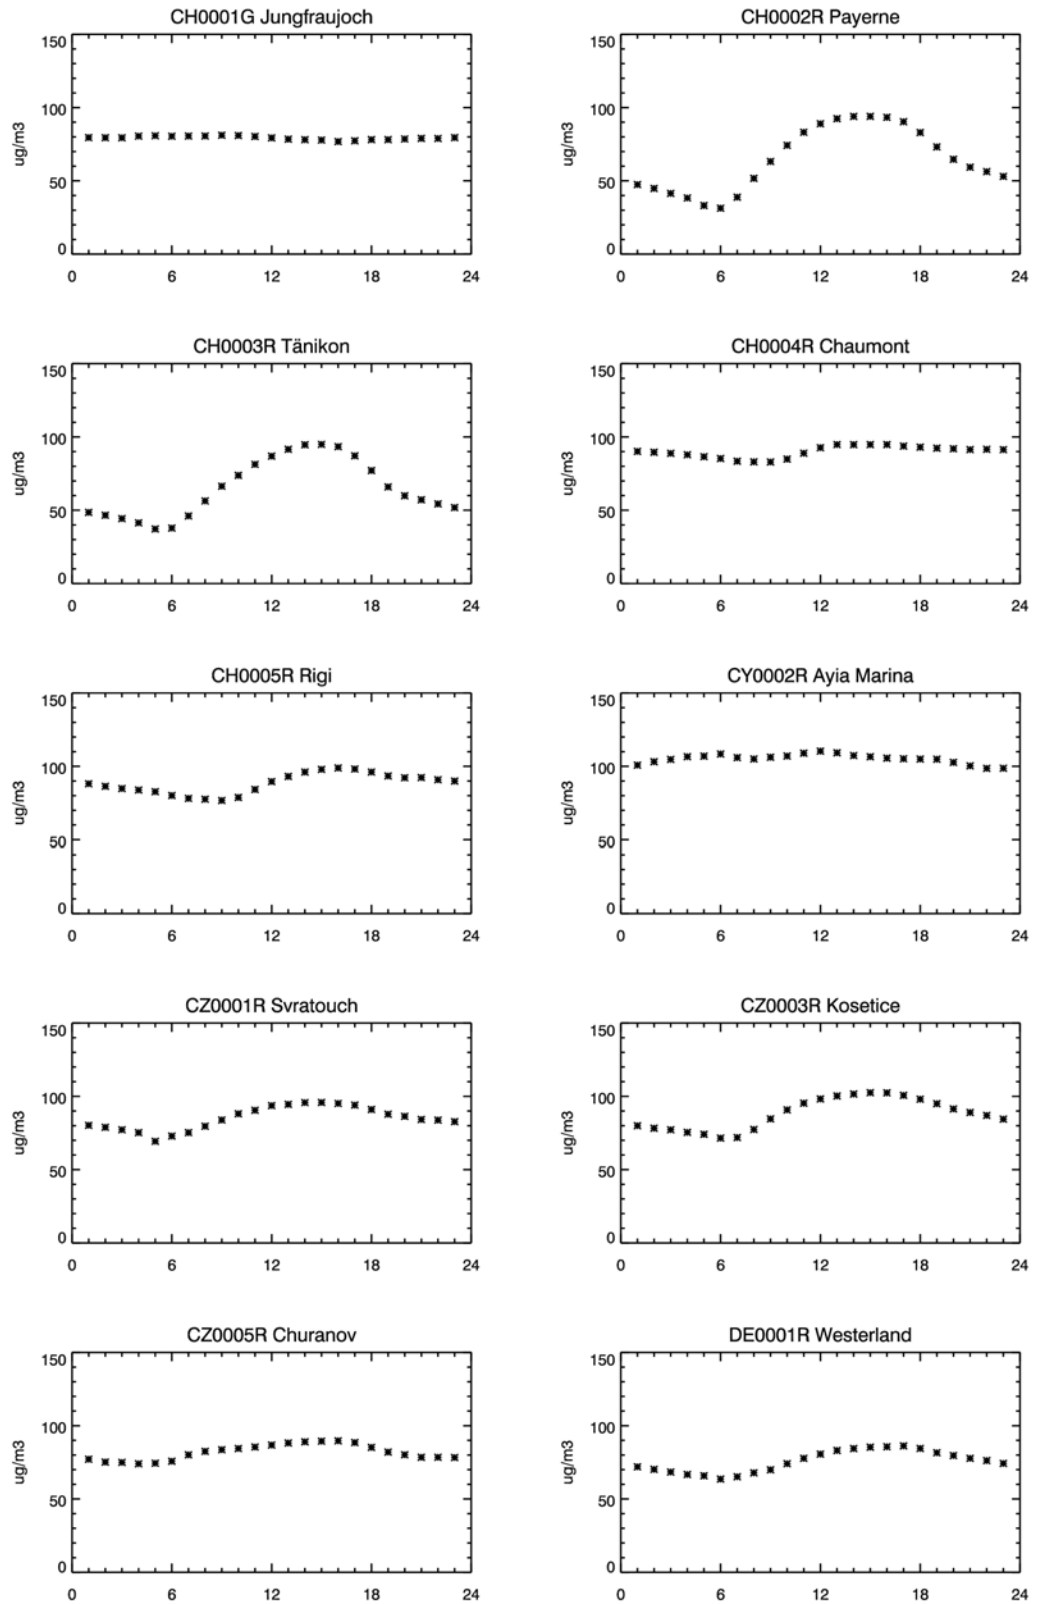 CH0001G Jungfraujoch
150
100
50
0
ug/m3
0 6 12 18 24
CH0002R Payerne
150
100
50
0
ug/m3
0 6 12 18 24
CH0003R Tänikon
150
100
50
0
ug/m3
0 6 12 18 24
CH0004R Chaumont
150
100
50
0
ug/m3
0 6 12 18 24
CH0005R Rigi
150
100
50
0
ug/m3
0 6 12 18 24
CY0002R Ayia Marina
150
100
50
0
ug/m3
0 6 12 18 24
CZ0001R Svratouch
150
100
50
0
ug/m3
0 6 12 18 24
CZ0003R Kosetice
150
100
50
0
ug/m3
0 6 12 18 24
CZ0005R Churanov
150
100
50
0
ug/m3
0 6 12 18 24
DE0001R Westerland
150
100
50
0
ug/m3
0 6 12 18 24